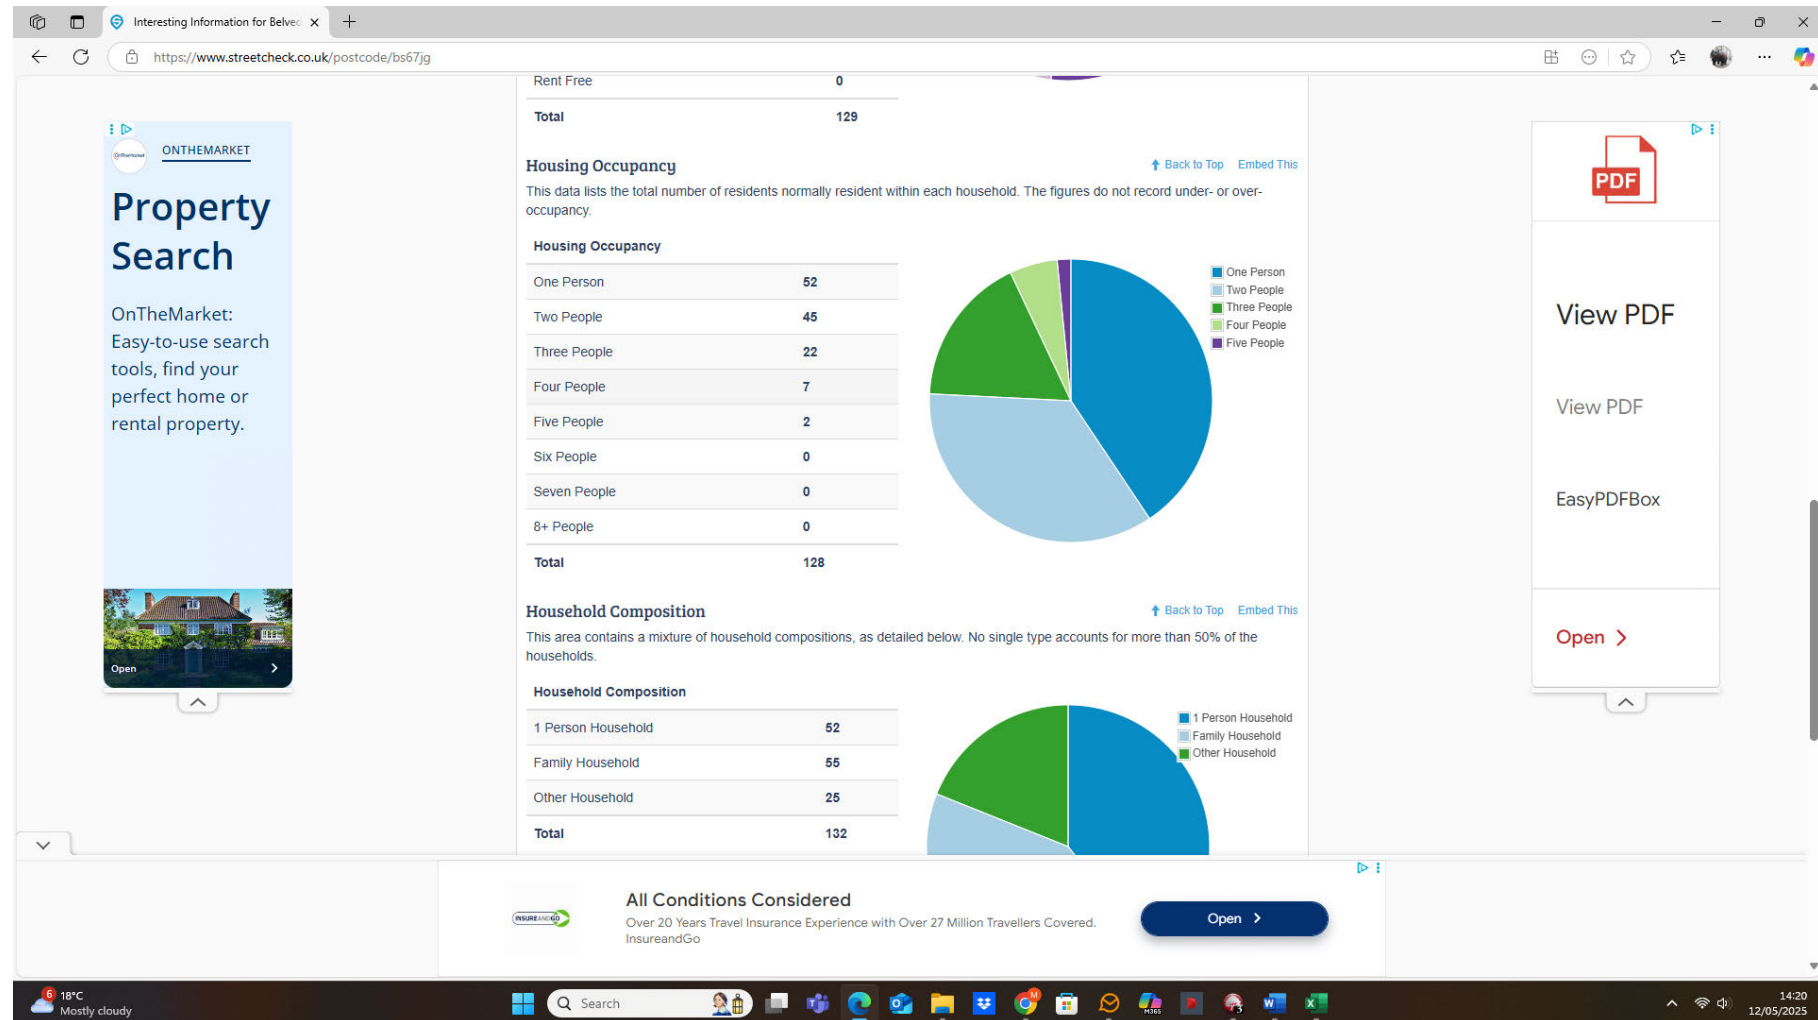 Interesting Information for Belved
https://www.streetcheck.co.uk/postcode/bs67jg
Rent Free 0
Total 129
ONTHEMARKET
Property
Search
OnTheMarket:
Easy-to-use search
tools, find your
perfect home or
rental property.
Open
Housing Occupancy
Back to Top Embed This
This data lists the total number of residents normally resident within each household. The figures do not record under- or over-
occupancy.
Housing Occupancy
One Person 52
Two People 45
Three People 22
Four People 7
Five People 2
Six People 0
Seven People 0
8+ People 0
Total 128
One Person
Two People
Three People
Four People
Five People
Household Composition
Back to Top Embed This
This area contains a mixture of household compositions, as detailed below. No single type accounts for more than 50% of the
households.
Household Composition
1 Person Household 52
Family Household 55
Other Household 25
Total 132
1 Person Household
Family Household
Other Household
PDF
View PDF
View PDF
EasyPDFBox
Open
INSUREANDGO
All Conditions Considered
Over 20 Years Travel Insurance Experience with Over 27 Million Travellers Covered.
InsureandGo
Open
6
18°C
Mostly cloudy
Search
M365
14:20
12/05/2025